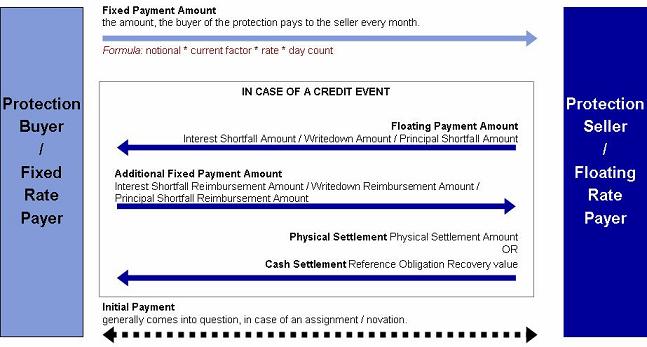 Fixed Payment Amount
the amount, the buyer of the protection pays to the seller every month.
Formula: notional * current factor * rate * day count
Protection
Buyer
/
Fixed
Rate
Payer
IN CASE OF A CREDIT EVENT
Floating Payment Amount
Interest Shortfall Amount / Writedown Amount / Principal Shortfall Amount
Additional Fixed Payment Amount
Interest Shortfall Reimbursement Amount / Writedown Reimbursement Amount /
Principal Shortfall Reimbursement Amount
Physical Settlement Physical Settlement Amount
OR
Cash Settlement Reference Obligation Recovery value
Protection
Seller
/
Floating
Rate
Payer
Initial Payment
generally comes into question, in case of an assignment / novation.